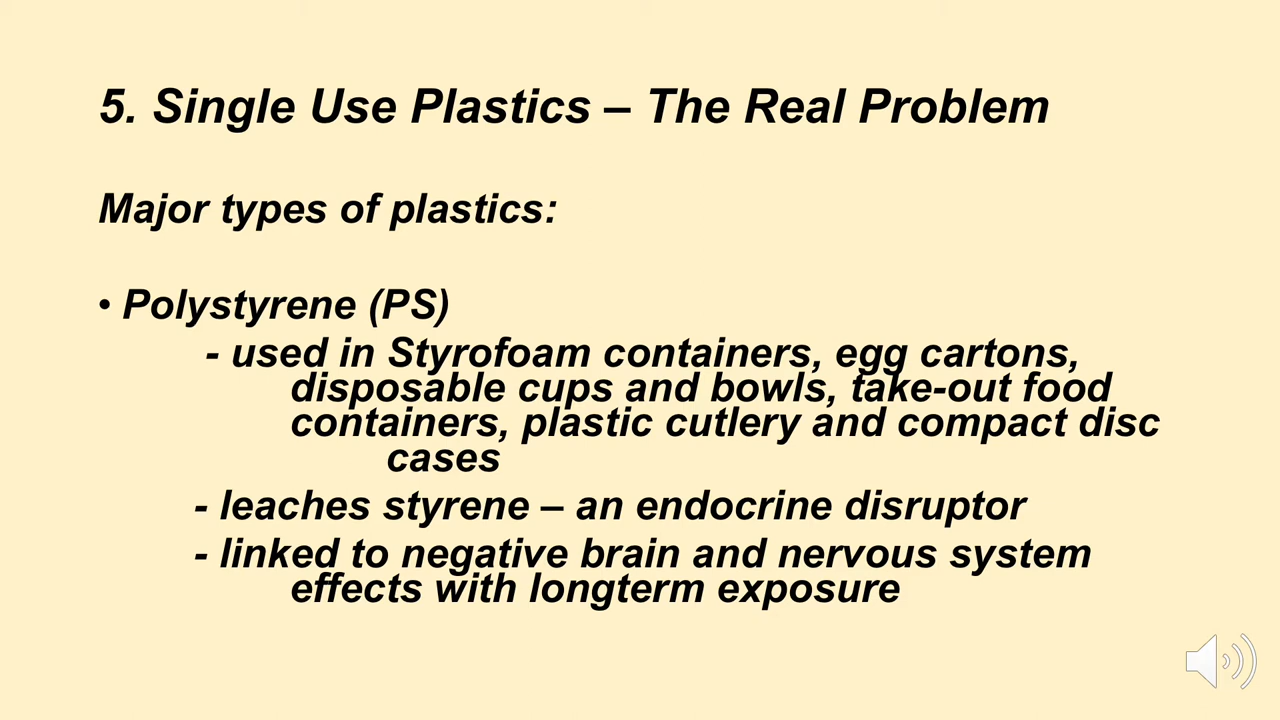 5. Single Use Plastics – The Real Problem
Major types of plastics:
• Polystyrene (PS)
- used in Styrofoam containers, egg cartons,
disposable cups and bowls, take-out food
containers, plastic cutlery and compact disc
cases
- leaches styrene – an endocrine disruptor
- linked to negative brain and nervous system
effects with longterm exposure